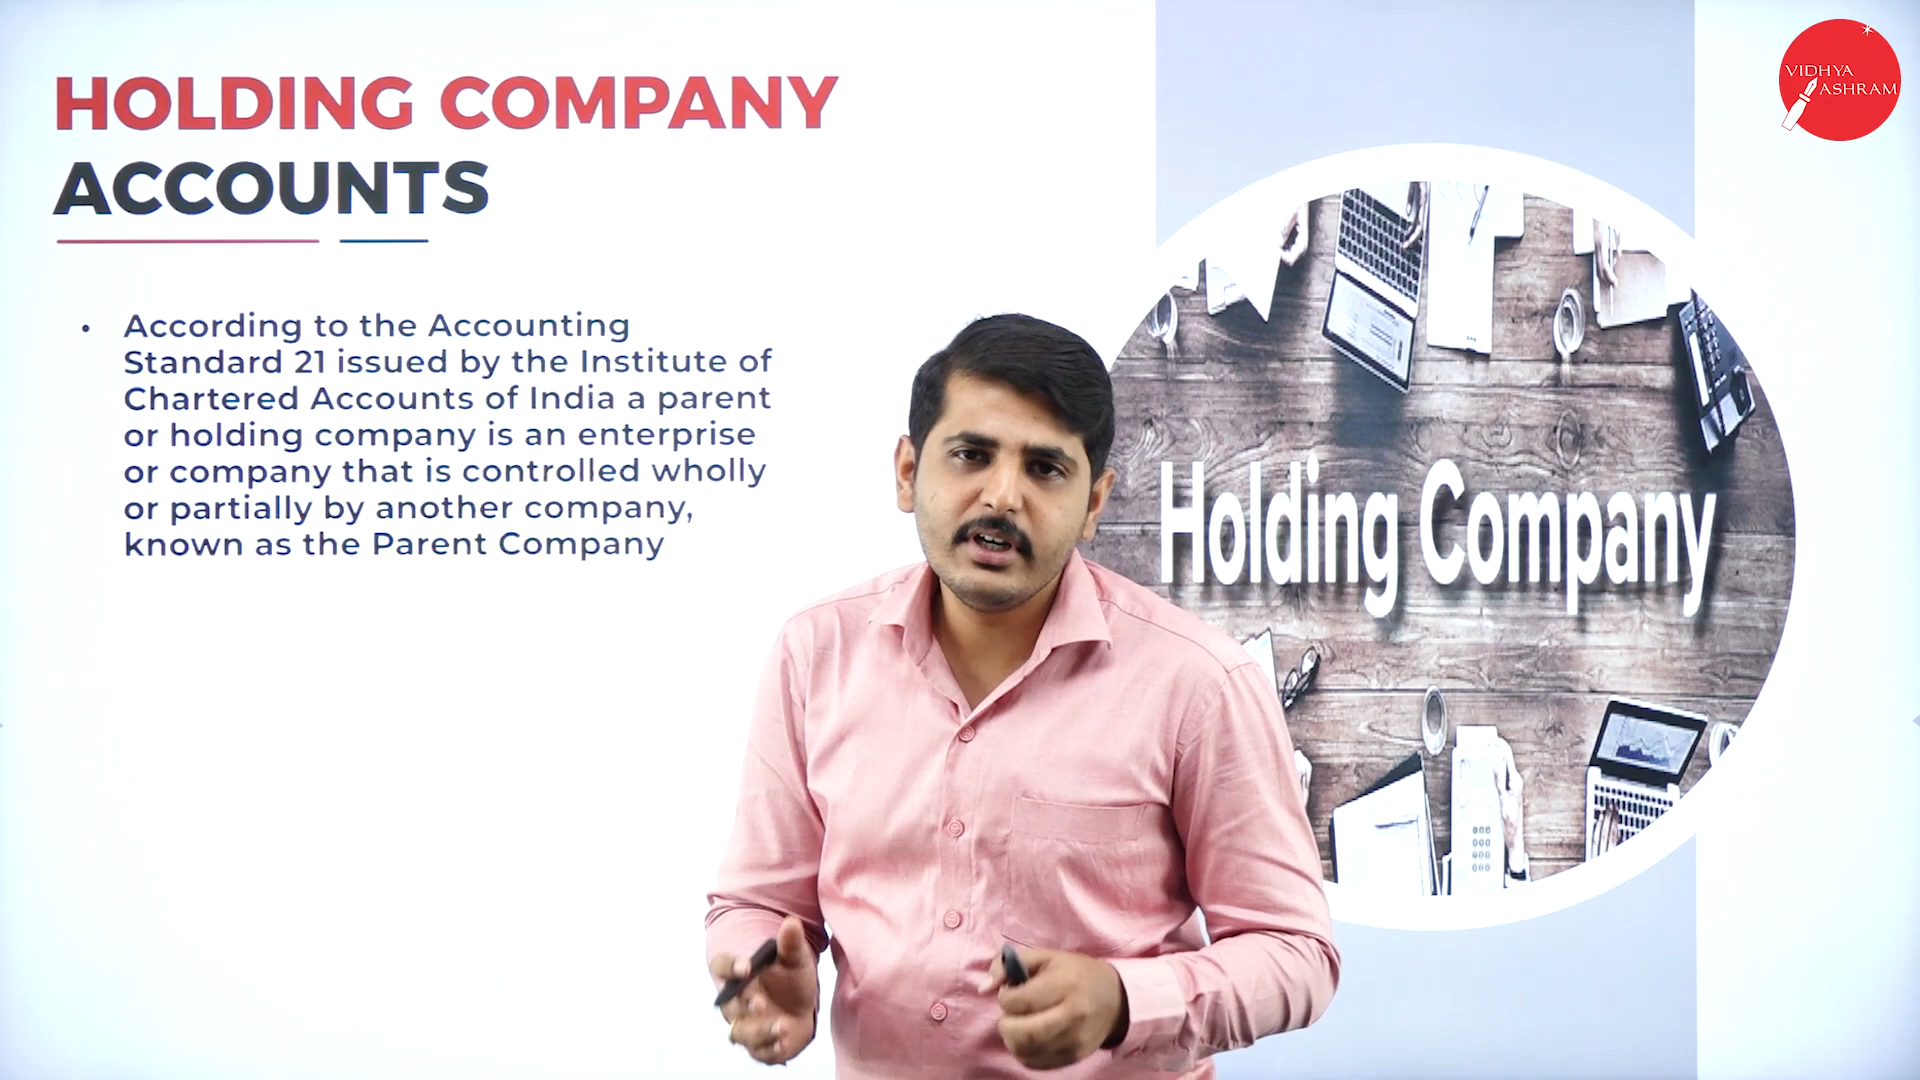 HOLDING COMPANY
ACCOUNTS
• According to the Accounting
Standard 21 issued by the Institute of
Chartered Accounts of India a parent
or holding company is an enterprise
or company that is controlled wholly
or partially by another company,
known as the Parent Company
Holding Company
VIDHYA
ASHRAM